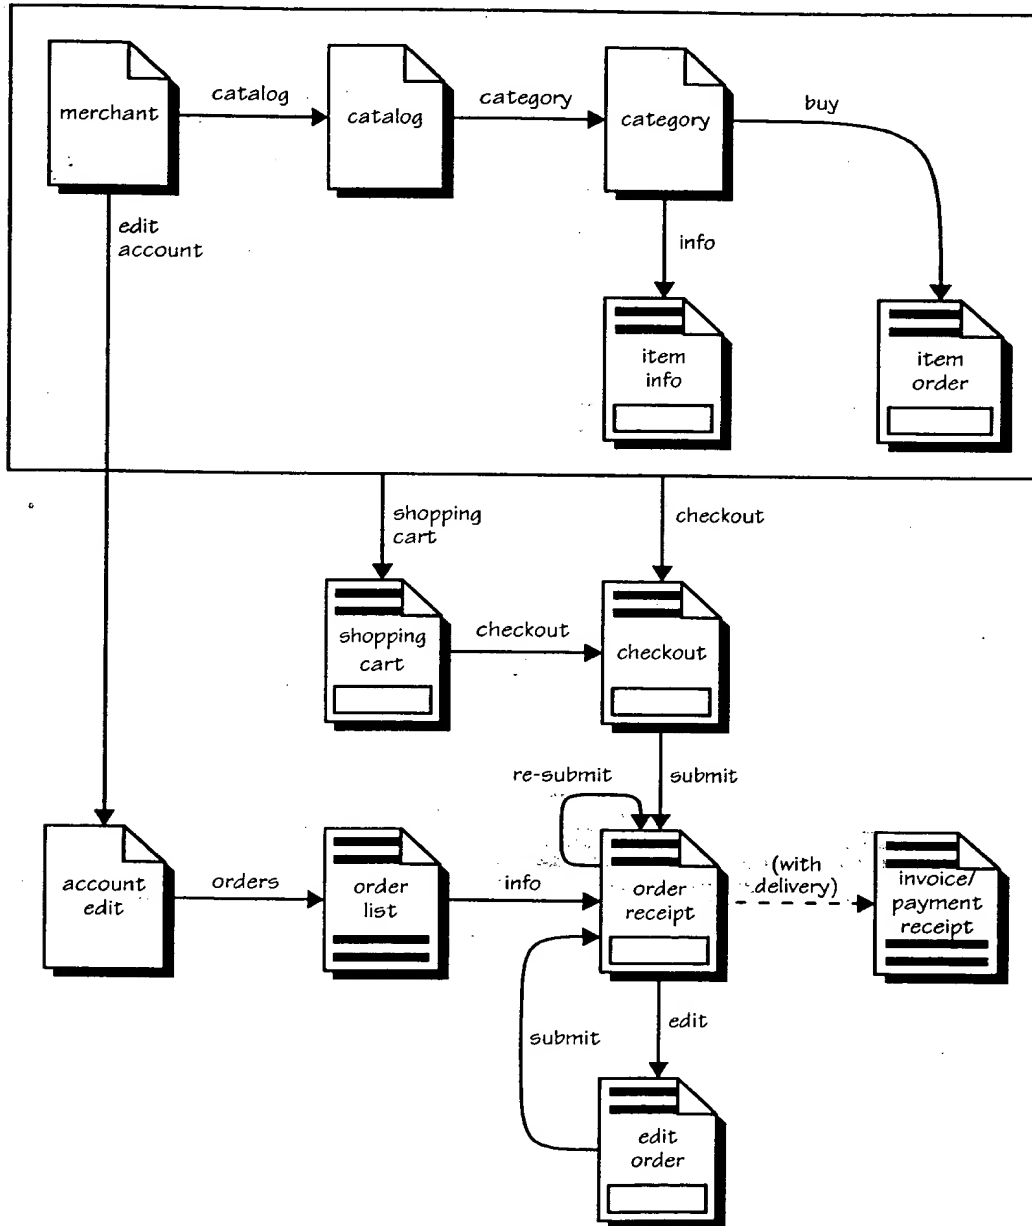 merchant
catalog
catalog
category
category
buy
edit
account
info
item
info
item
order
shopping
cart
checkout
shopping
cart
checkout
checkout
re-submit
submit
account
edit
orders
order
list
info
order
receipt
(with
delivery)
invoice/
payment
receipt
submit
edit
edit
order